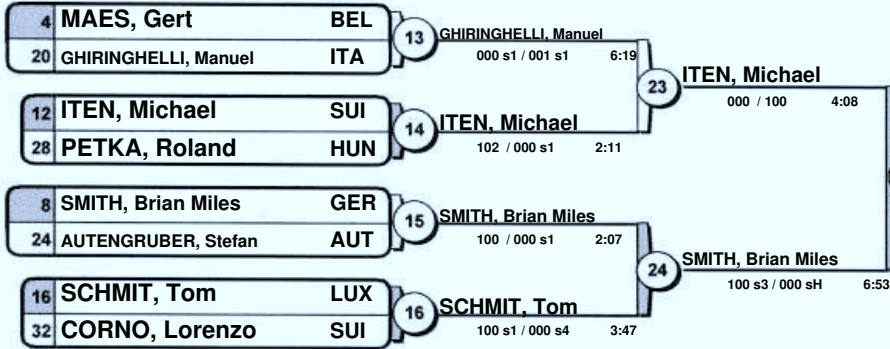 4 MAES, Gert BEL
20 GHIRINGHELLI, Manuel ITA
13
GHIRINGHELLI, Manuel
000 s1 / 001 s1 6:19
12 ITEN, Michael SUI
28 PETKA, Roland HUN
14
ITEN, Michael
102 / 000 s1 2:11
23
ITEN, Michael
000 / 100 4:08
8 SMITH, Brian Miles GER
24 AUTENGRUBER, Stefan AUT
15
SMITH, Brian Miles
100 / 000 s1 2:07
16 SCHMIT, Tom LUX
32 CORNO, Lorenzo SUI
16
SCHMIT, Tom
100 s1 / 000 s4 3:47
24
SMITH, Brian Miles
100 s3 / 000 sH 6:53